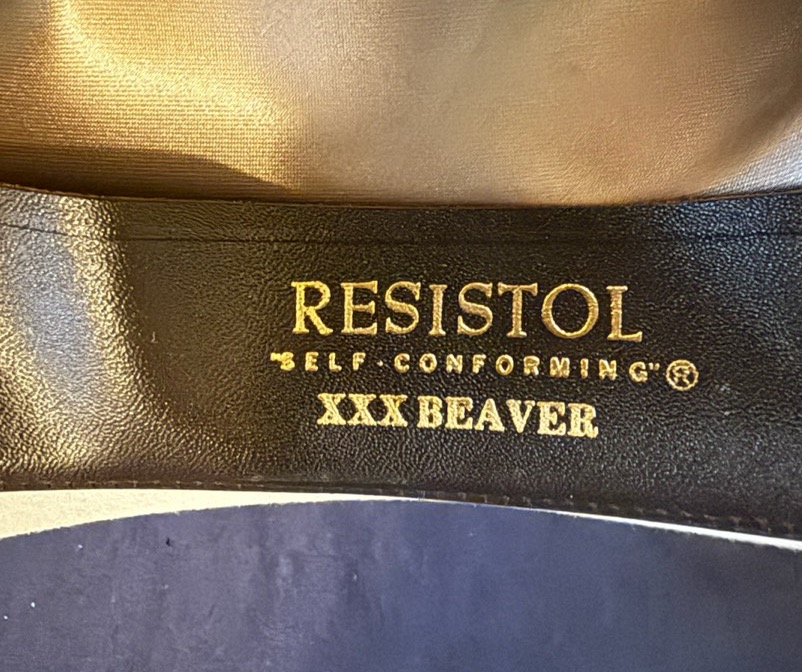 RESISTOL
"SELF-CONFORMING"®
XXX BEAVER